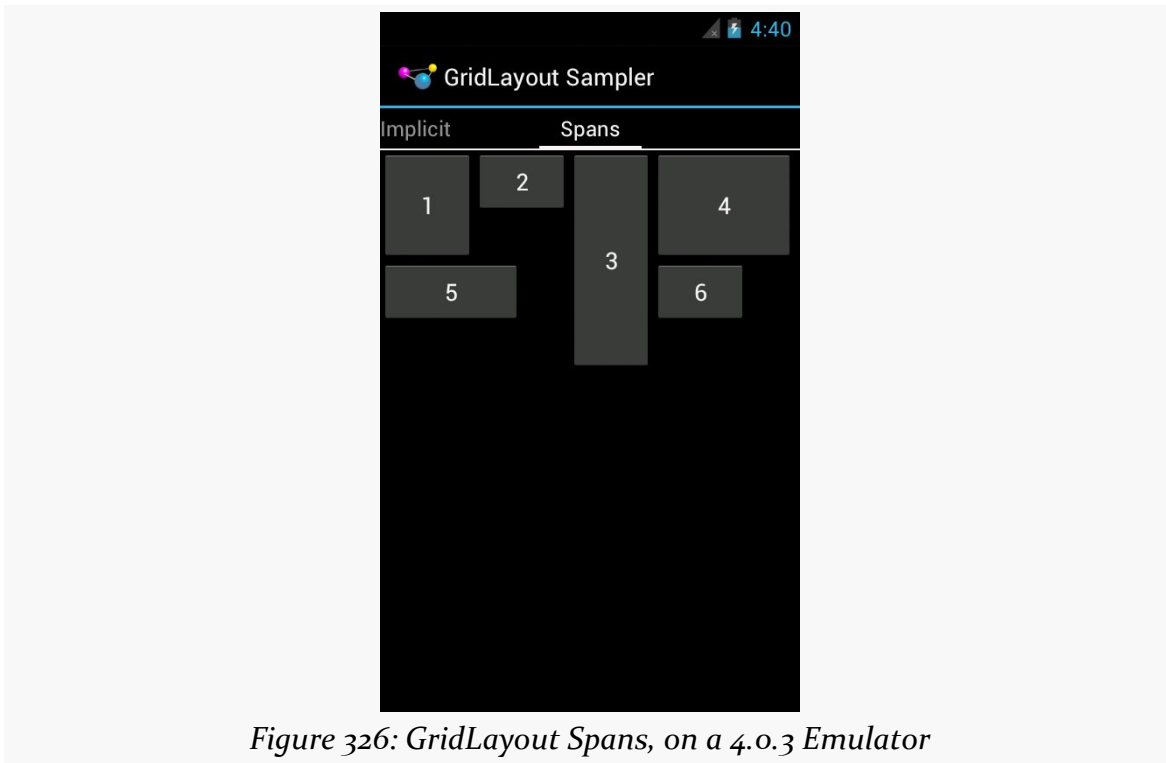 4:40
GridLayout Sampler
Implicit Spans
1 2 3 4
5 6
Figure 326: GridLayout Spans, on a 4.0.3 Emulator